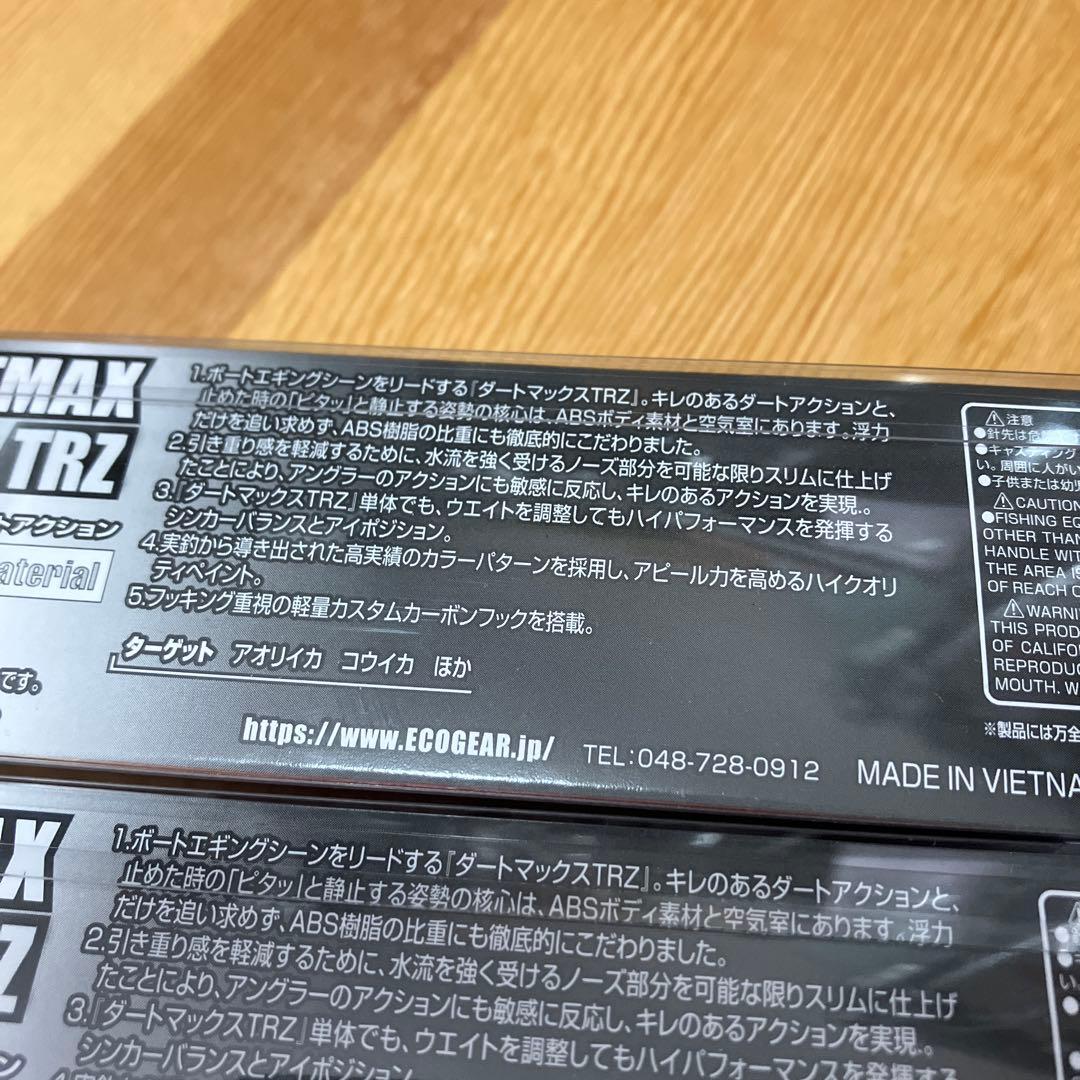 TMAX
TRZ
トアクション
aterial
です。
1.ボートエギングシーンをリードする『ダートマックスTRZ』。キレのあるダートアクションと、
止めた時の「ピタッ」と静止する姿勢の核心は、ABSボディ素材と空気室にあります。浮力
だけを追い求めず、ABS樹脂の比重にも徹底的にこだわりました。
2.引き重り感を軽減するために、水流を強く受けるノーズ部分を可能な限りスリムに仕上げ
たことにより、アングラーのアクションにも敏感に反応し、キレのあるアクションを実現。.
3.『ダートマックスTRZ』単体でも、ウエイトを調整してもハイパフォーマンスを発揮する
シンカーバランスとアイポジション。
4.実釣から導き出された高実績のカラーパターンを採用し、アピール力を高めるハイクオリ
ティペイント。
5.フッキング重視の軽量カスタムカーボンフックを搭載。
ターゲット アオリイカ コウイカ ほか
https://www.ECOGEAR.jp/ TEL:048-728-0912 MADE IN VIETNA
⚠注意
●針先は危
●キャスティング
い。周囲に人がい
●子供または幼児
⚠CAUTION
●FISHING EQ
OTHER THAN
HANDLE WIT
THE AREA IS
OF REACH O
⚠WARNI
THIS PROD
OF CALIFO
REPRODUC
MOUTH. W
※製品には万全
AX
Z
1.ボートエギングシーンをリードする『ダートマックスTRZ』。キレのあるダートアクションと、
止めた時の「ピタッ」と静止する姿勢の核心は、ABSボディ素材と空気室にあります。浮力
だけを追い求めず、ABS樹脂の比重にも徹底的にこだわりました。
2.引き重り感を軽減するために、水流を強く受けるノーズ部分を可能な限りスリムに仕上げ
たことにより、アングラーのアクションにも敏感に反応し、キレのあるアクションを実現。.
3.『ダートマックスTRZ』単体でも、ウエイトを調整してもハイパフォーマンスを発揮する
シンカーバランスとアイポジション。